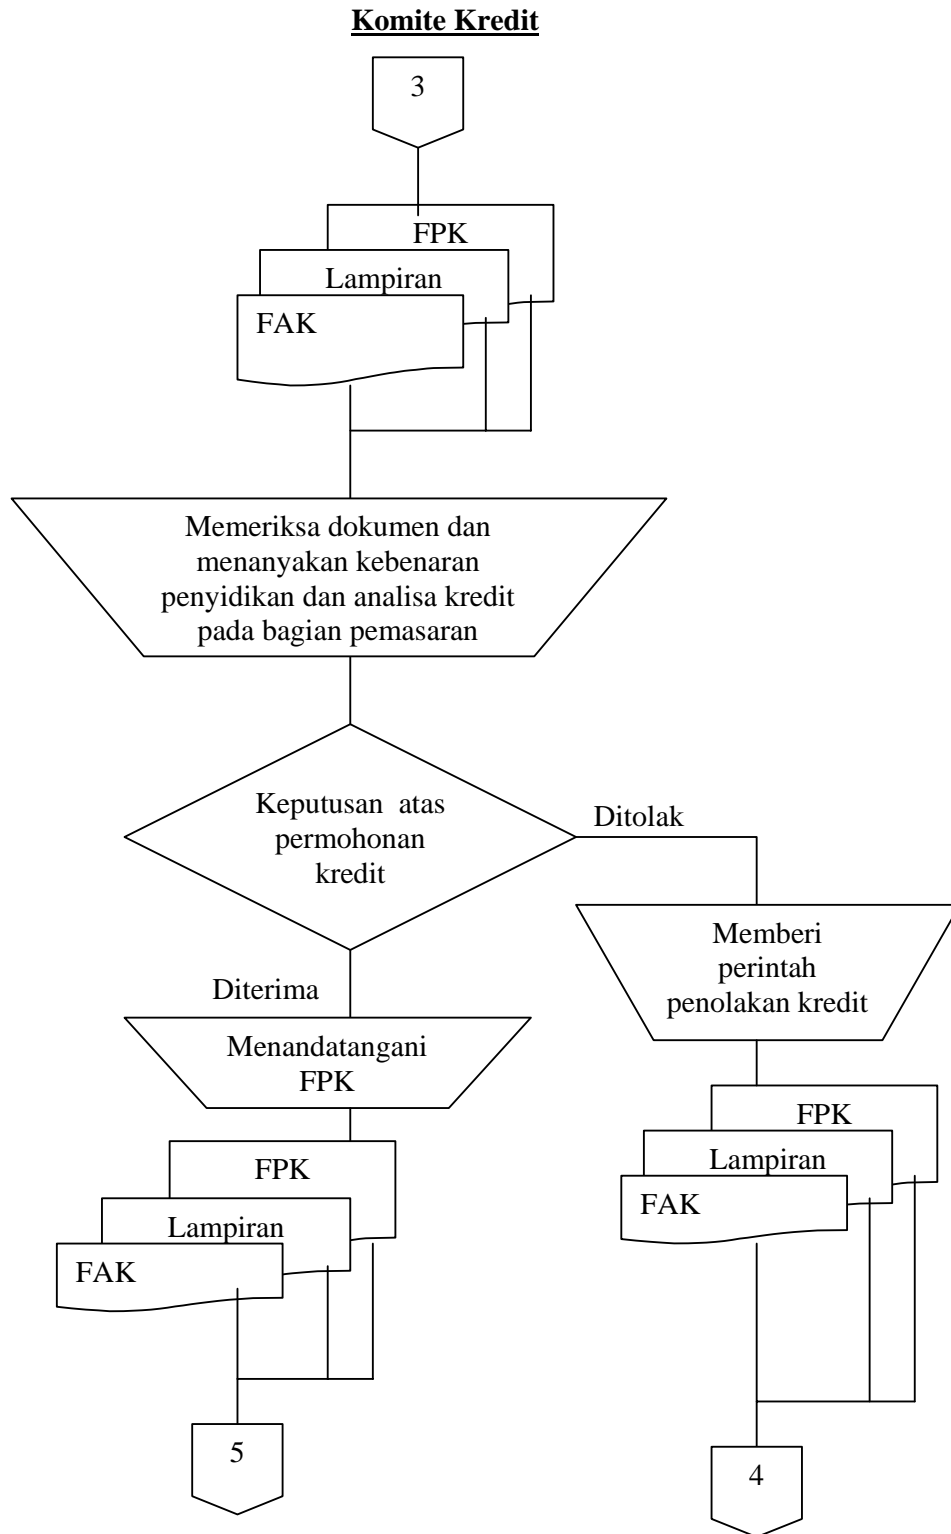 Komite Kredit
3
FPK
Lampiran
FAK
Memeriksa dokumen dan
menanyakan kebenaran
penyidikan dan analisa kredit
pada bagian pemasaran
Keputusan atas
permohonan
kredit
Ditolak
Memberi
perintah
penolakan kredit
Diterima
Menandatangani
FPK
FPK
Lampiran
FAK
5
FPK
Lampiran
FAK
4